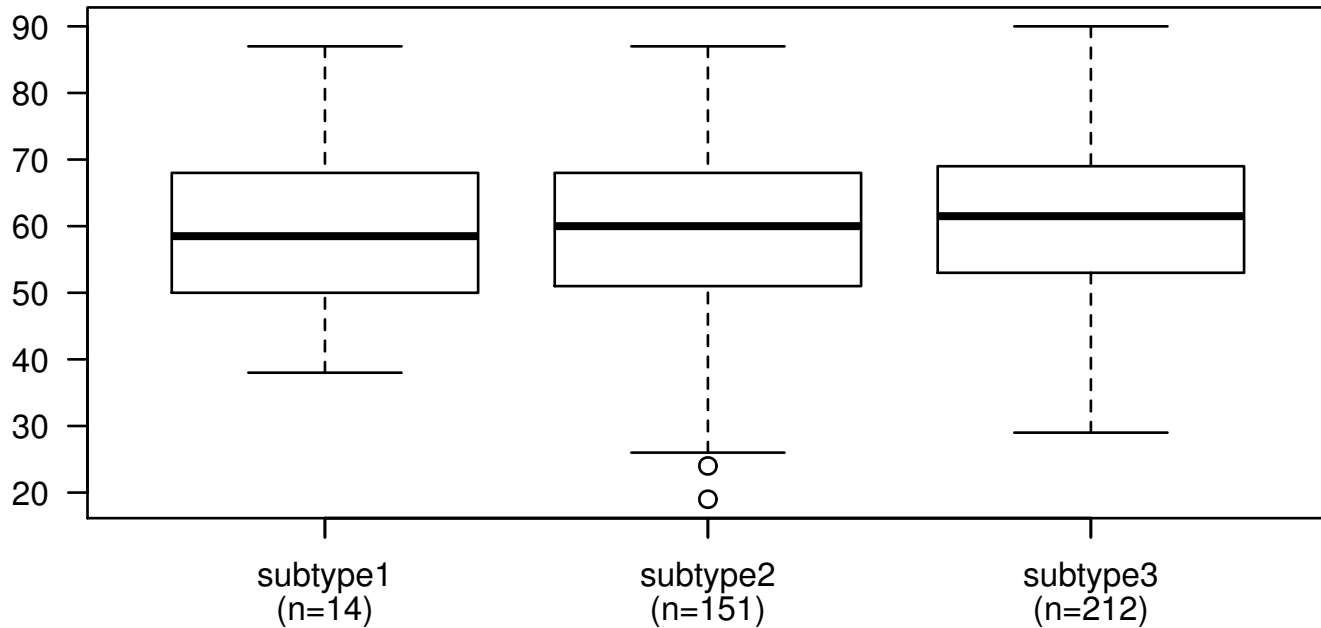 90
80
70
60
50
40
30
20
subtype1
(n=14)
subtype2
(n=151)
subtype3
(n=212)